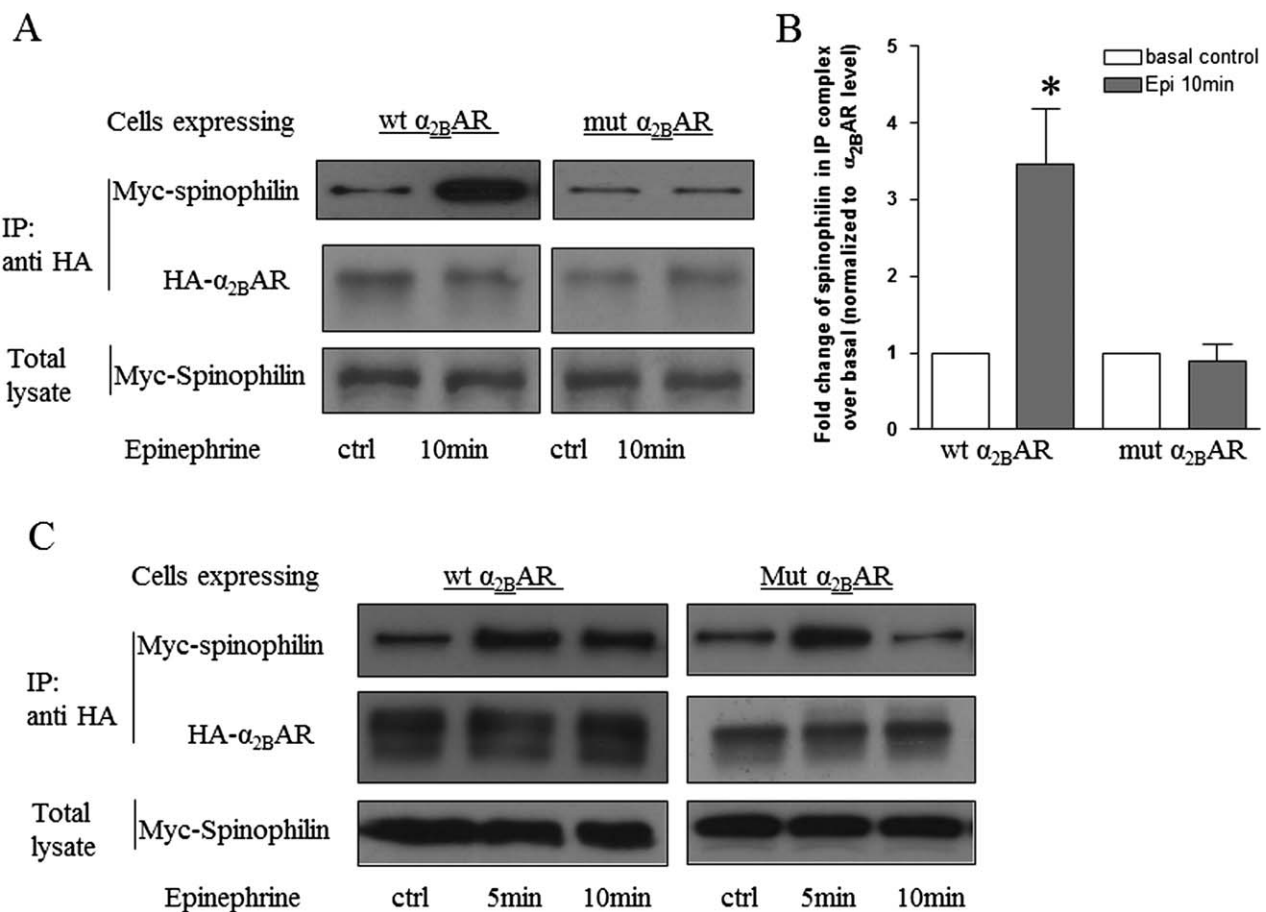 A
Cells expressing
wt α2BAR
mut α2BAR
IP:
anti HA
Myc-spinophilin
HA-α2BAR
Total
lysate
Myc-Spinophilin
Epinephrine
ctrl
10min
ctrl
10min
B
Fold change of spinophilin in IP complex
over basal (normalized to α2BAR level)
5
4
3
2
1
0
*
basal control
Epi 10min
wt α2BAR
mut α2BAR
C
Cells expressing
wt α2BAR
Mut α2BAR
IP:
anti HA
Myc-spinophilin
HA-α2BAR
Total
lysate
Myc-Spinophilin
Epinephrine
ctrl
5min
10min
ctrl
5min
10min